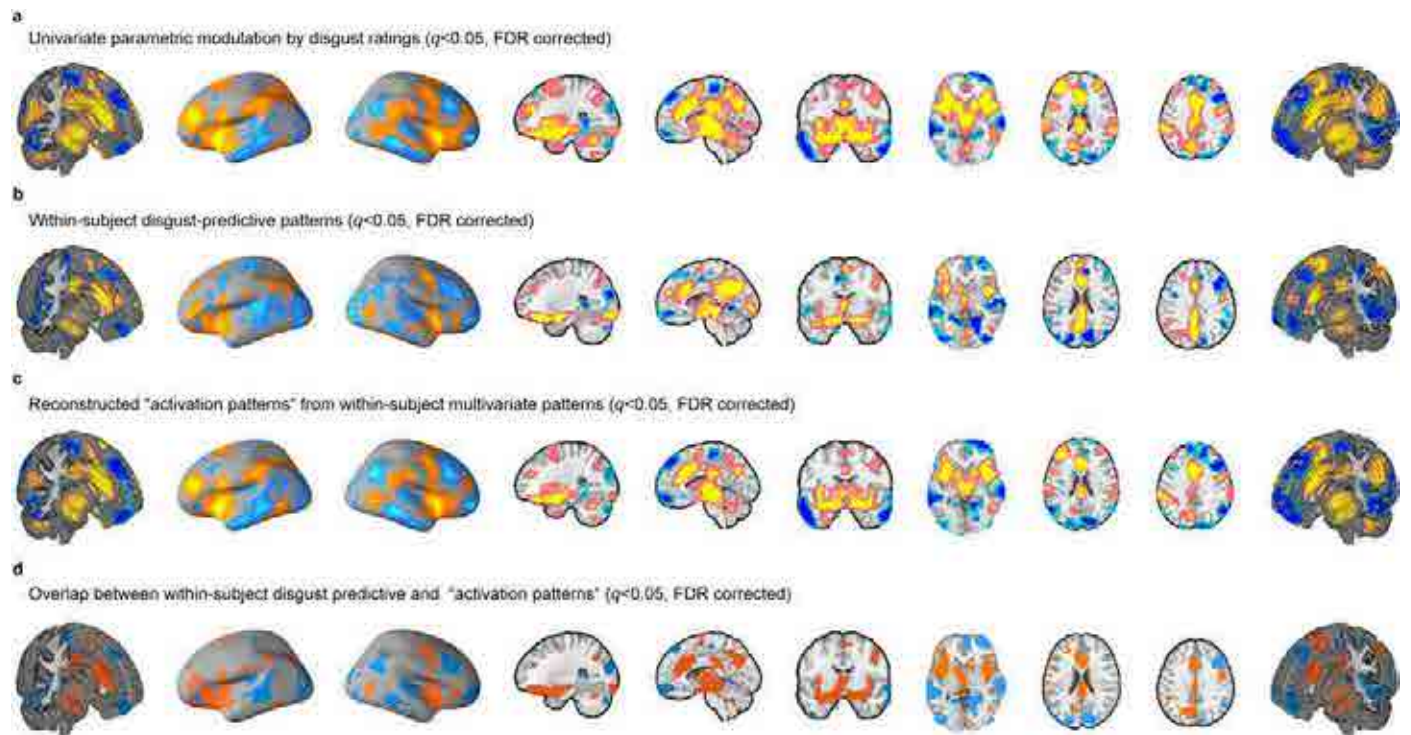 a
Univariate parametric modulation by disgust ratings (q<0.05, FDR corrected)
b
Within-subject disgust-predictive patterns (q<0.05, FDR corrected)
c
Reconstructed "activation patterns" from within-subject multivariate patterns (q<0.05, FDR corrected)
d
Overlap between within-subject disgust predictive and "activation patterns" (q<0.05, FDR corrected)